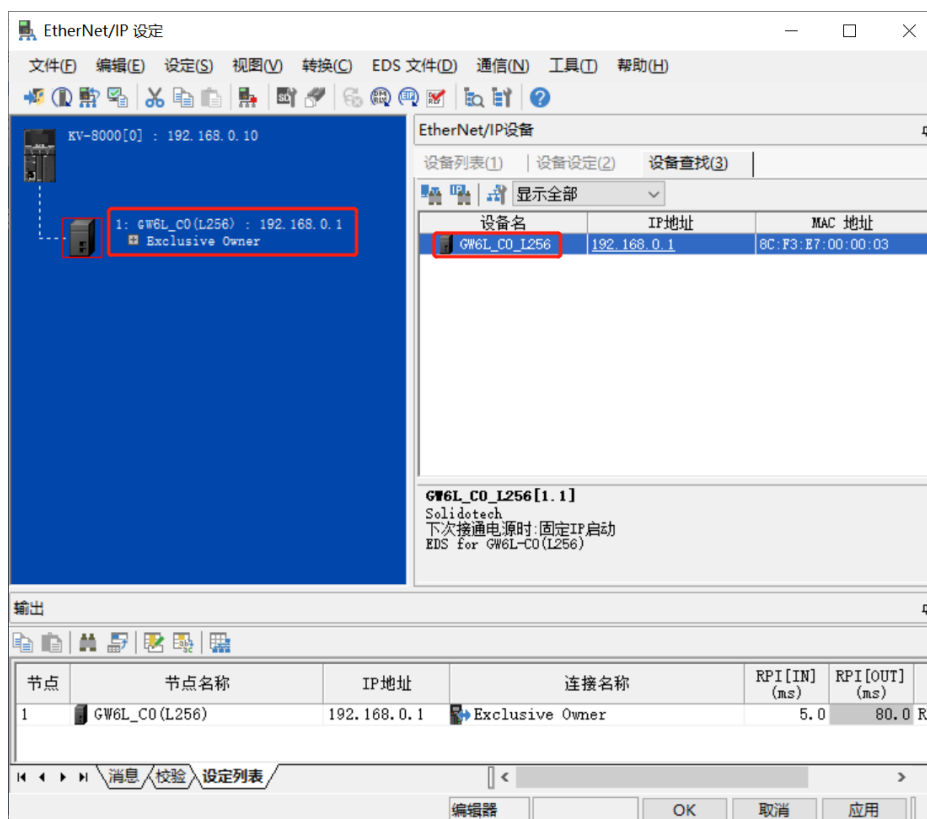 EtherNet/IP 设定
文件(F) 编辑(E) 设定(S) 视图(V) 转换(C) EDS 文件(D) 通信(N) 工具(T) 帮助(H)
KV-8000[0] : 192.168.0.10
1: GW6L_CO(L256) : 192.168.0.1
Exclusive Owner
EtherNet/IP设备
设备列表(1) 设备设定(2) 设备查找(3)
显示全部
设备名 IP地址 MAC 地址
GW6L_CO_L256 192.168.0.1 8C:F3:E7:00:00:03
GW6L_CO_L256[1.1]
Solidotech
下次接通电源时:固定IP启动
EDS for GW6L-CO(L256)
输出
节点 节点名称 IP地址 连接名称 RPI[IN] (ms) RPI[OUT] (ms)
1 GW6L_CO(L256) 192.168.0.1 Exclusive Owner 5.0 80.0 R
消息 校验 设定列表
编辑器 OK 取消 应用